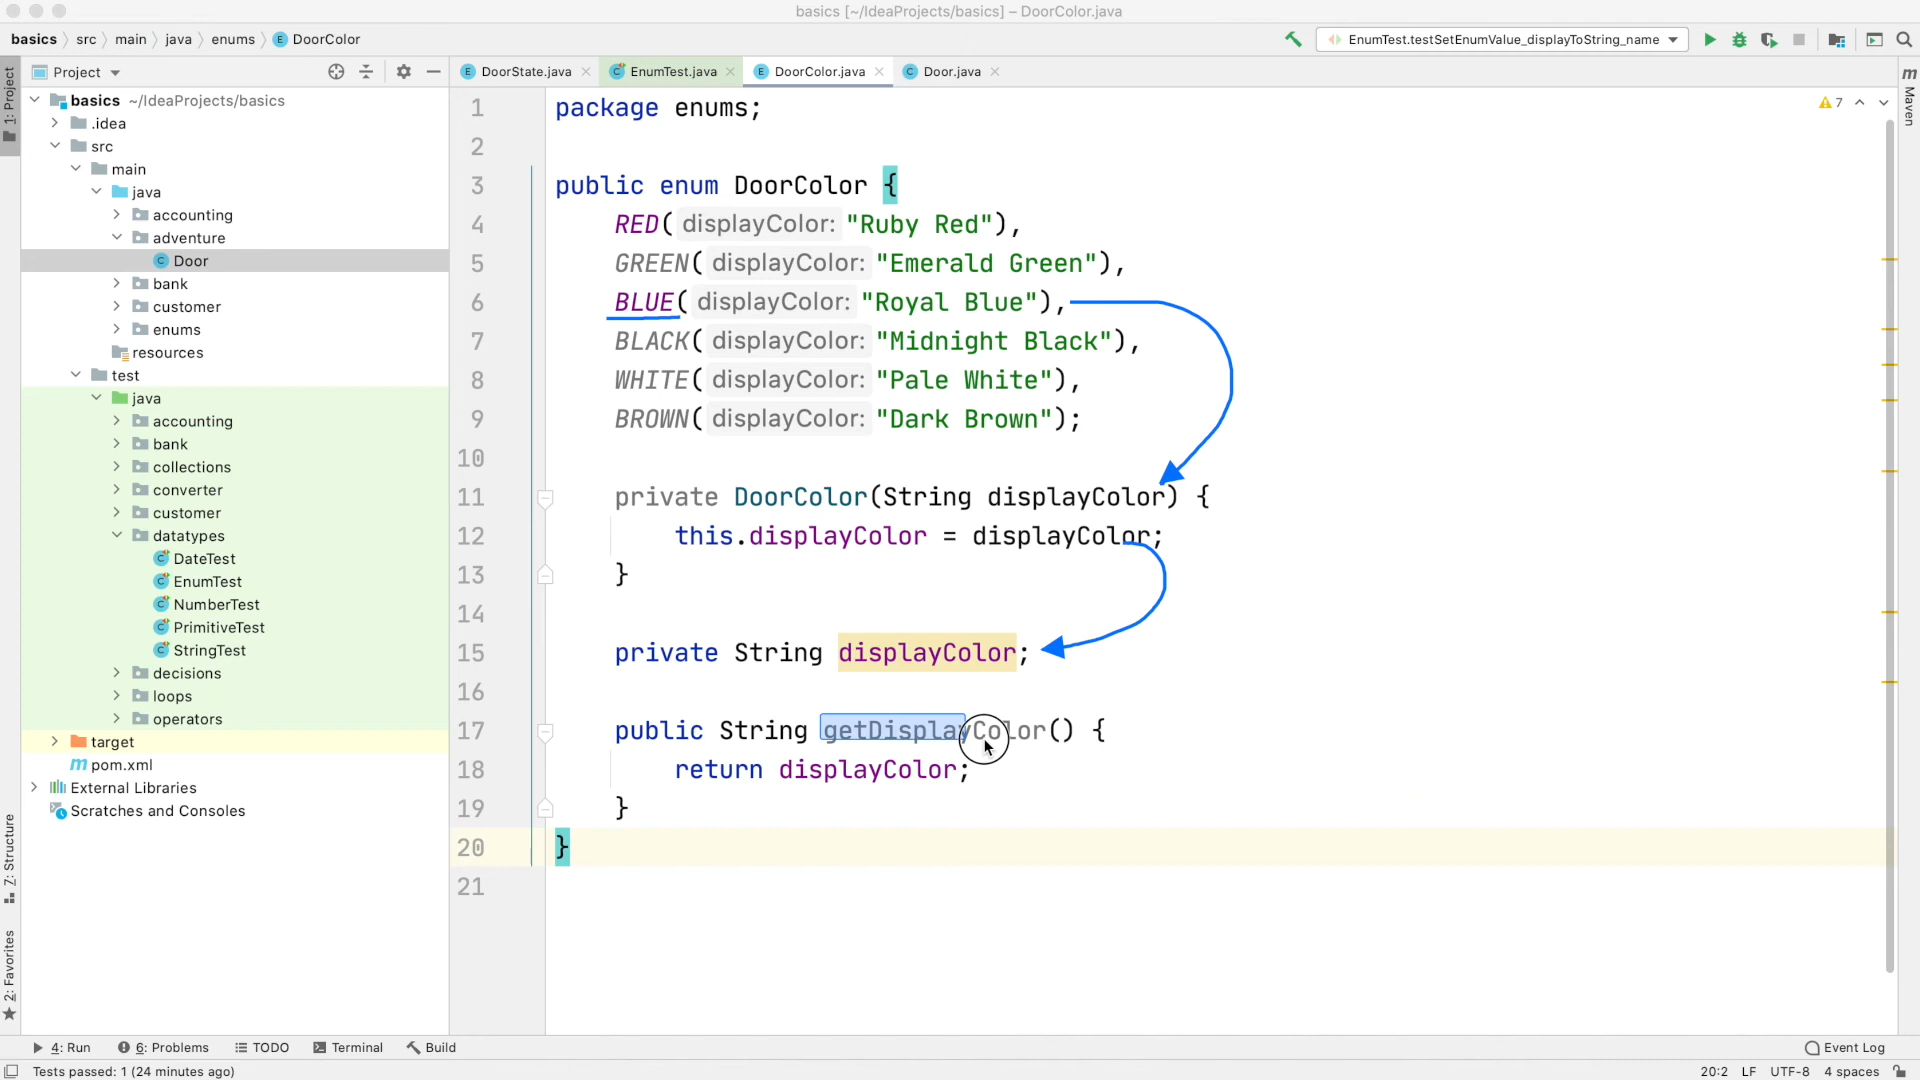 basics [~/IdeaProjects/basics] – DoorColor.java
basics src main java enums E DoorColor
EnumTest.testSetEnumValue_displayToString_name
1: Project
Project
DoorState.java
EnumTest.java
DoorColor.java
Door.java
m Maven
7
basics ~/IdeaProjects/basics
.idea
src
main
java
accounting
adventure
Door
bank
customer
enums
resources
test
java
accounting
bank
collections
converter
customer
datatypes
DateTest
EnumTest
NumberTest
PrimitiveTest
StringTest
decisions
loops
operators
target
m pom.xml
External Libraries
Scratches and Consoles
1 package enums;
2
3 public enum DoorColor {
4 RED( displayColor: "Ruby Red"),
5 GREEN( displayColor: "Emerald Green"),
6 BLUE( displayColor: "Royal Blue"),
7 BLACK( displayColor: "Midnight Black"),
8 WHITE( displayColor: "Pale White"),
9 BROWN( displayColor: "Dark Brown");
10
11 private DoorColor(String displayColor) {
12 this.displayColor = displayColor;
13 }
14
15 private String displayColor;
16
17 public String getDisplayColor() {
18 return displayColor;
19 }
20 }
21
Z: Structure
2: Favorites
4: Run
6: Problems
TODO
Terminal
Build
Event Log
Tests passed: 1 (24 minutes ago)
20:2 LF UTF-8 4 spaces